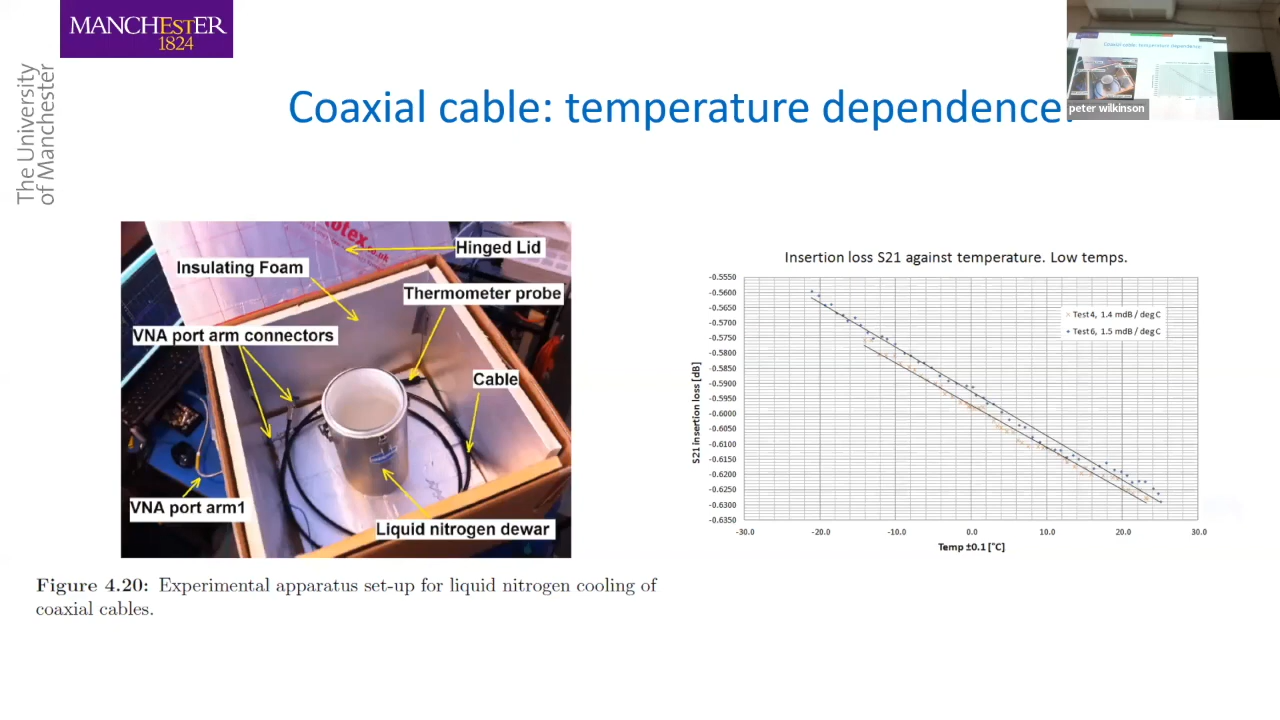 MANCHESTER
1824
The University
of Manchester
Coaxial cable: temperature dependence.
Coaxial cable: temperature dependence
peter wilkinson
Hinged Lid
Insulating Foam
Thermometer probe
VNA port arm connectors
Cable
VNA port arm1
Liquid nitrogen dewar
Figure 4.20: Experimental apparatus set-up for liquid nitrogen cooling of
coaxial cables.
Insertion loss S21 against temperature. Low temps.
-0.5550
-0.5600
-0.5650
-0.5700
-0.5750
-0.5800
-0.5850
-0.5900
-0.5950
-0.6000
-0.6050
-0.6100
-0.6150
-0.6200
-0.6250
-0.6300
-0.6350
S21 insertion loss [dB]
Test4, 1.4 mdB / deg C
Test6, 1.5 mdB / deg C
-30.0 -20.0 -10.0 0.0 10.0 20.0 30.0
Temp ±0.1 [°C]